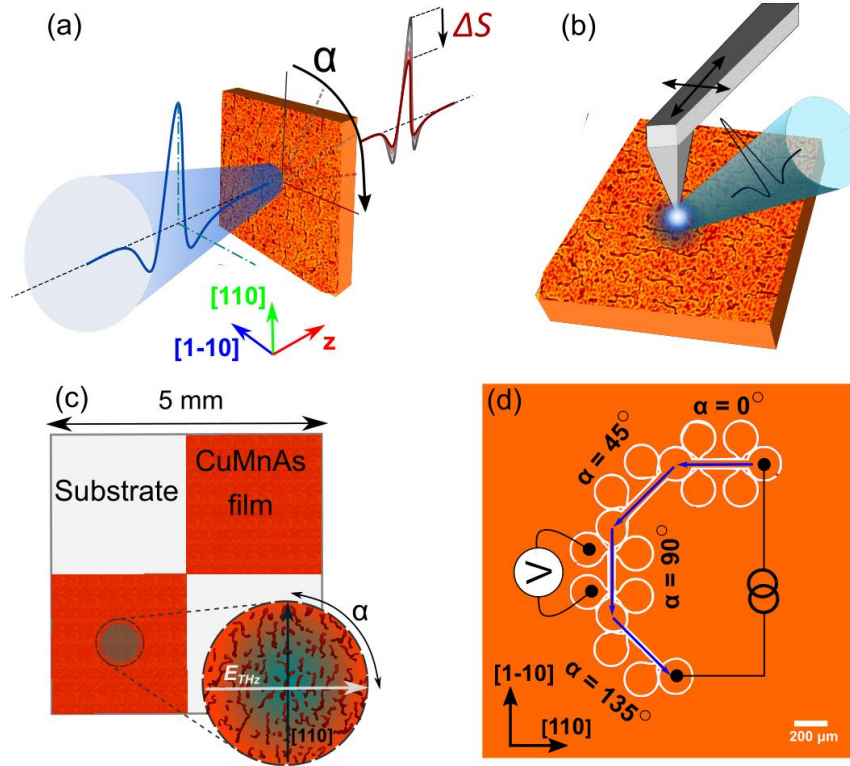 (a)
α
ΔS
[110]
[1-10]
z
(b)
(c)
5 mm
Substrate
CuMnAs
film
α
E_THz
[110]
(d)
α = 0°
α = 45°
α = 90°
V
α = 135°
[1-10]
[110]
200 μm